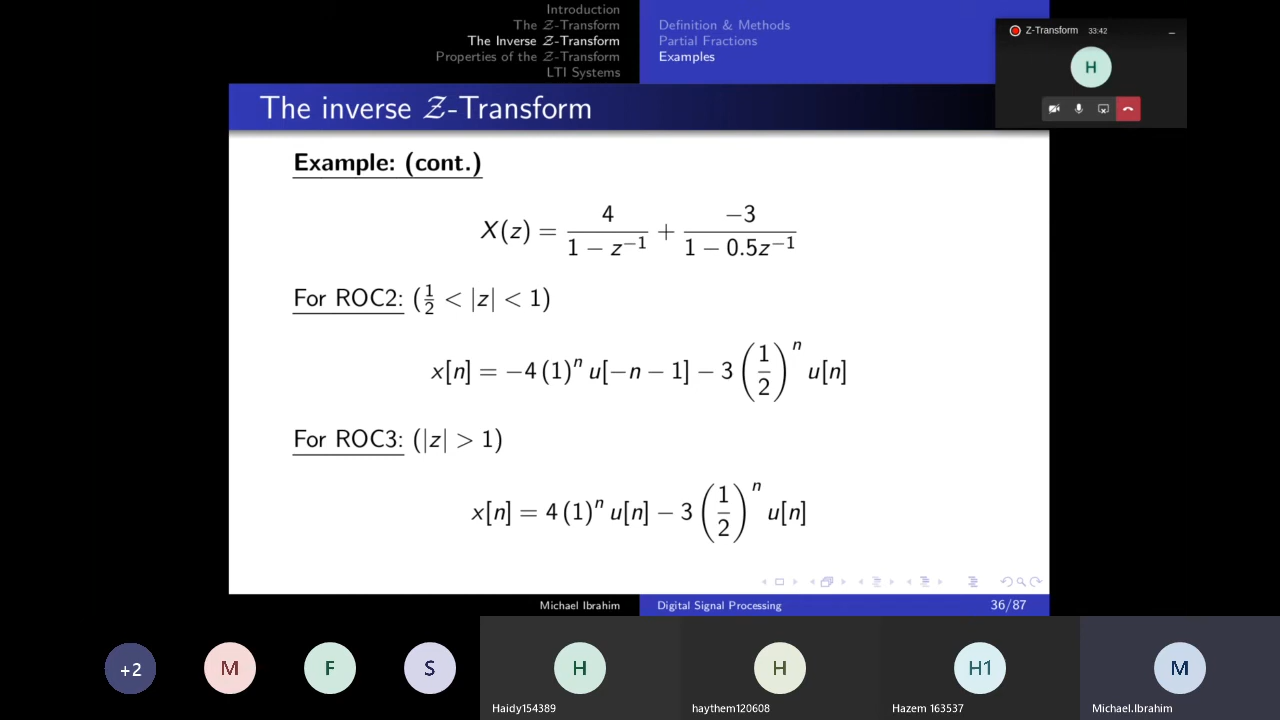 Introduction
The Z-Transform
The Inverse Z-Transform
Properties of the Z-Transform
LTI Systems
Definition & Methods
Partial Fractions
Examples
Z-Transform 33:42
H
The inverse Z-Transform
Example: (cont.)
X(z) = 4/(1 − z⁻¹) + −3/(1 − 0.5z⁻¹)
For ROC2: (1/2 < |z| < 1)
x[n] = −4 (1)ⁿ u[−n − 1] − 3 (1/2)ⁿ u[n]
For ROC3: (|z| > 1)
x[n] = 4 (1)ⁿ u[n] − 3 (1/2)ⁿ u[n]
Michael Ibrahim Digital Signal Processing 36/87
+2 M F S H H H1 M
Haidy154389 haythem120608 Hazem 163537 Michael.Ibrahim